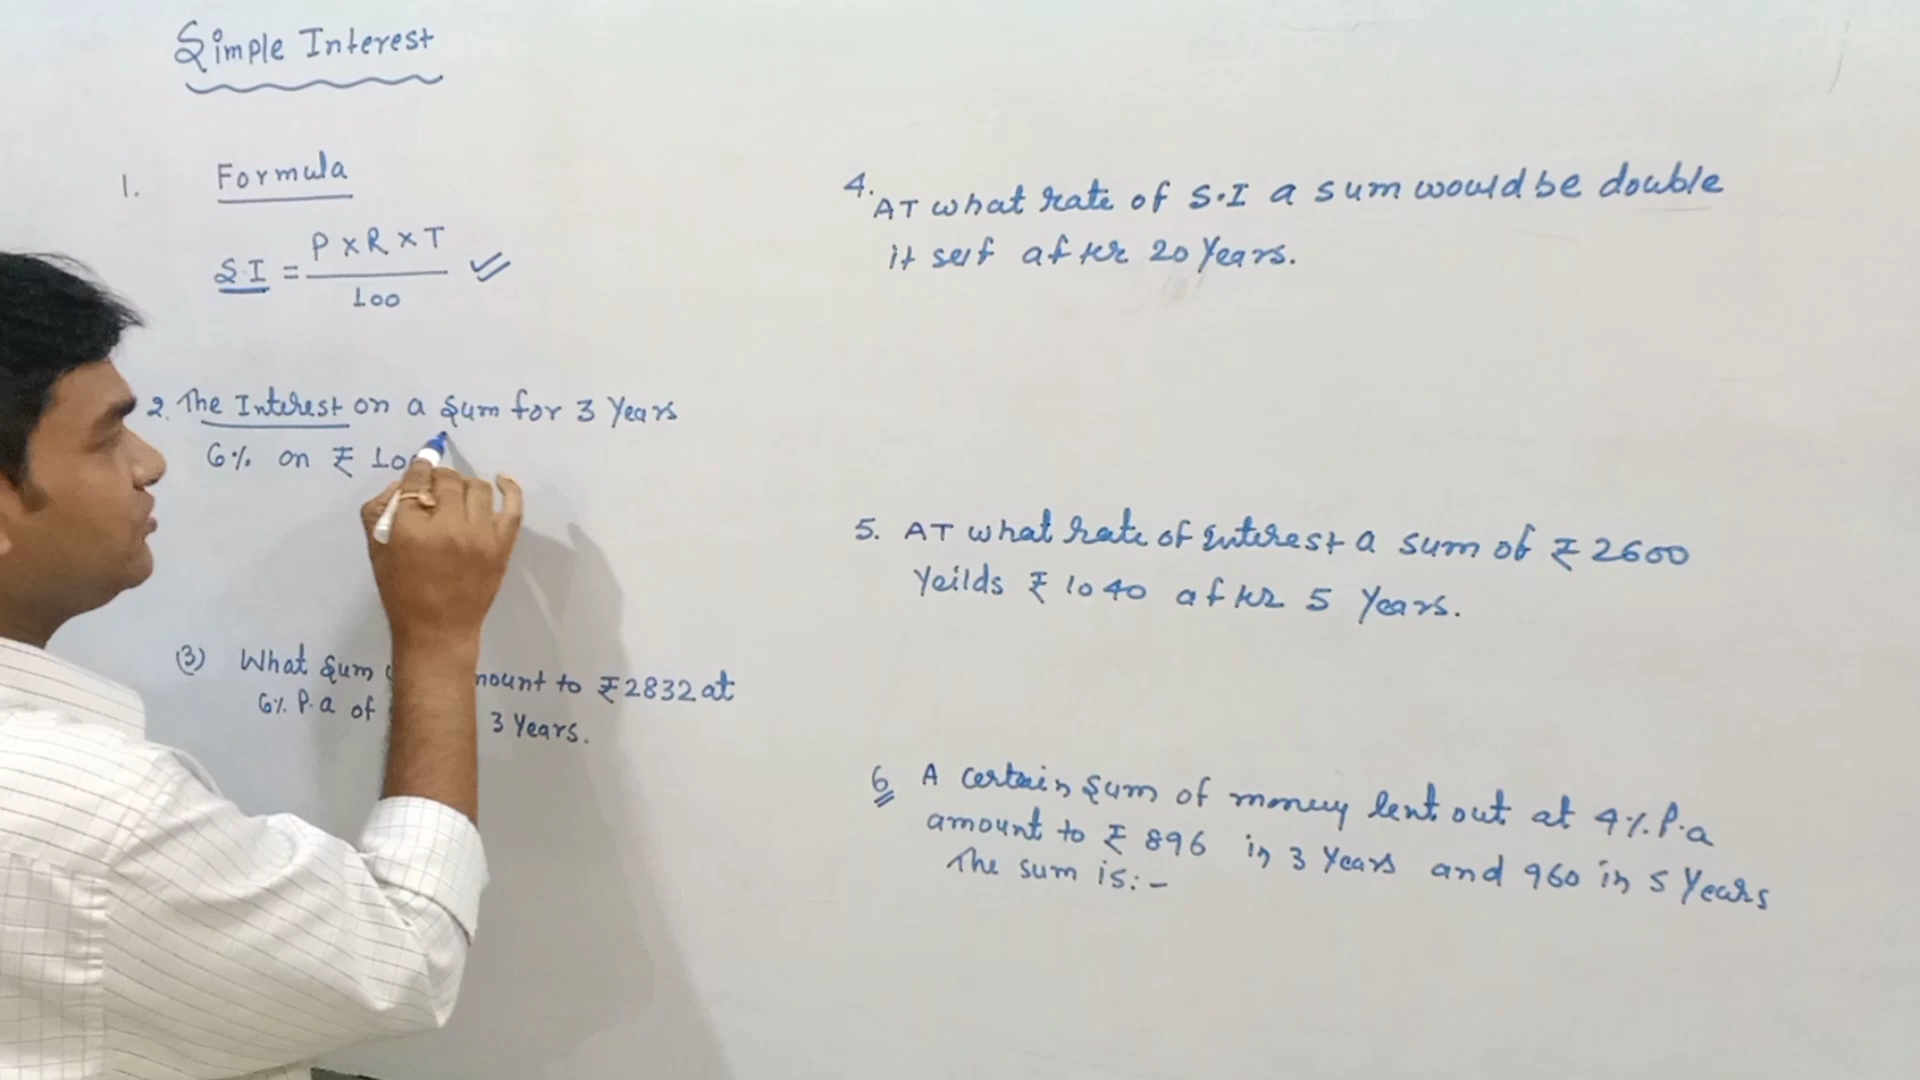 Simple Interest
1. Formula
S.I = P × R × T / 100
2. The Interest on a Sum for 3 Years
6% on ₹
(3) What Sum to ₹2832 at
6% P.a of 3 Years.
4. AT what rate of S.I a sum would be double
it self after 20 Years.
5. AT what rate of interest a sum of ₹2600
Yeilds ₹1040 after 5 Years.
6 A certain Sum of money lent out at 4% P.a
amount to ₹896 in 3 Years and 960 in 5 Years
The sum is:-